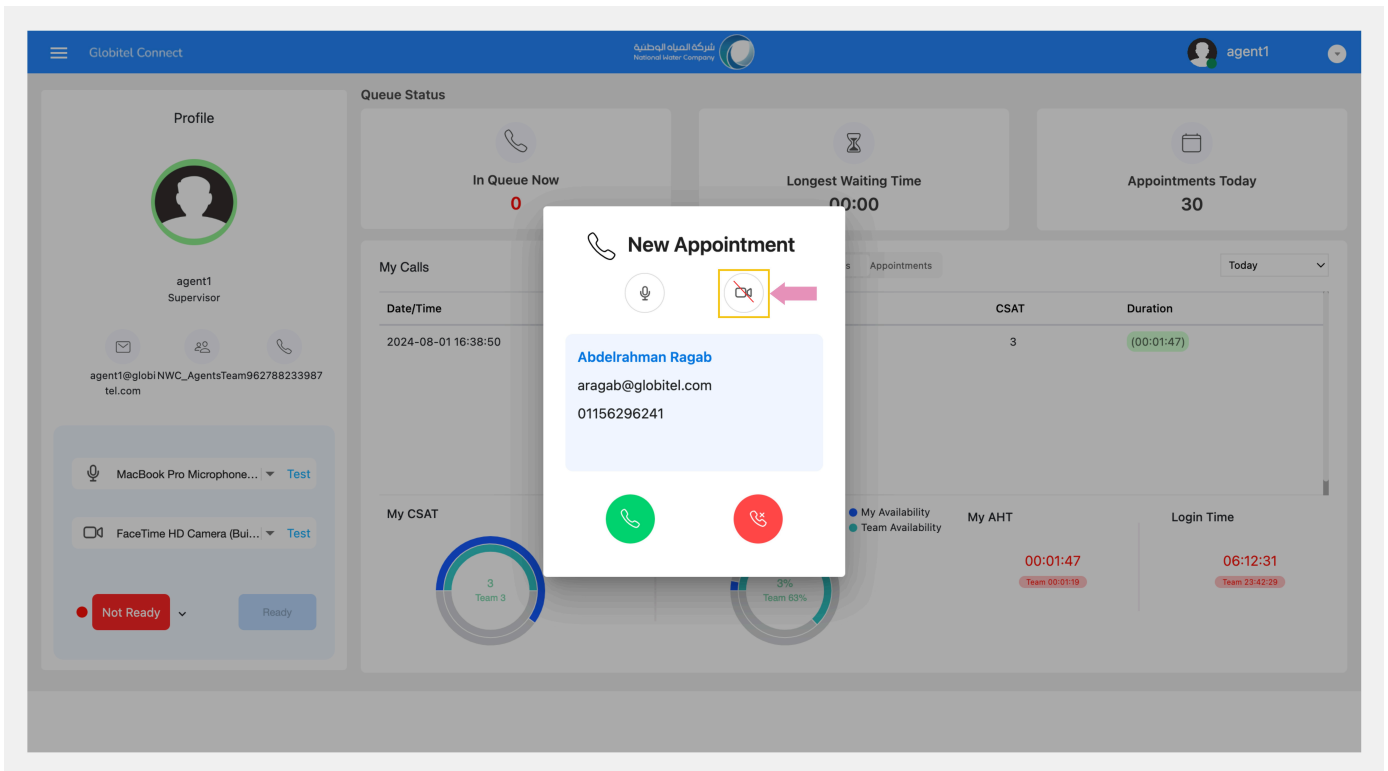 Globitel Connect
شركة المياه الوطنية
National Water Company
agent1
Profile
agent1
Supervisor
agent1@globi
tel.com
NWC_AgentsTeam
962788233987
MacBook Pro Microphone...
Test
FaceTime HD Camera (Bui...
Test
Not Ready
Ready
Queue Status
In Queue Now
0
Longest Waiting Time
00:00
Appointments Today
30
My Calls
Appointments
Today
Date/Time
CSAT
Duration
2024-08-01 16:38:50
3
(00:01:47)
New Appointment
Abdelrahman Ragab
aragab@globitel.com
01156296241
My CSAT
3
Team 3
My Availability
Team Availability
3%
Team 63%
My AHT
00:01:47
Team 00:01:19
Login Time
06:12:31
Team 23:42:29